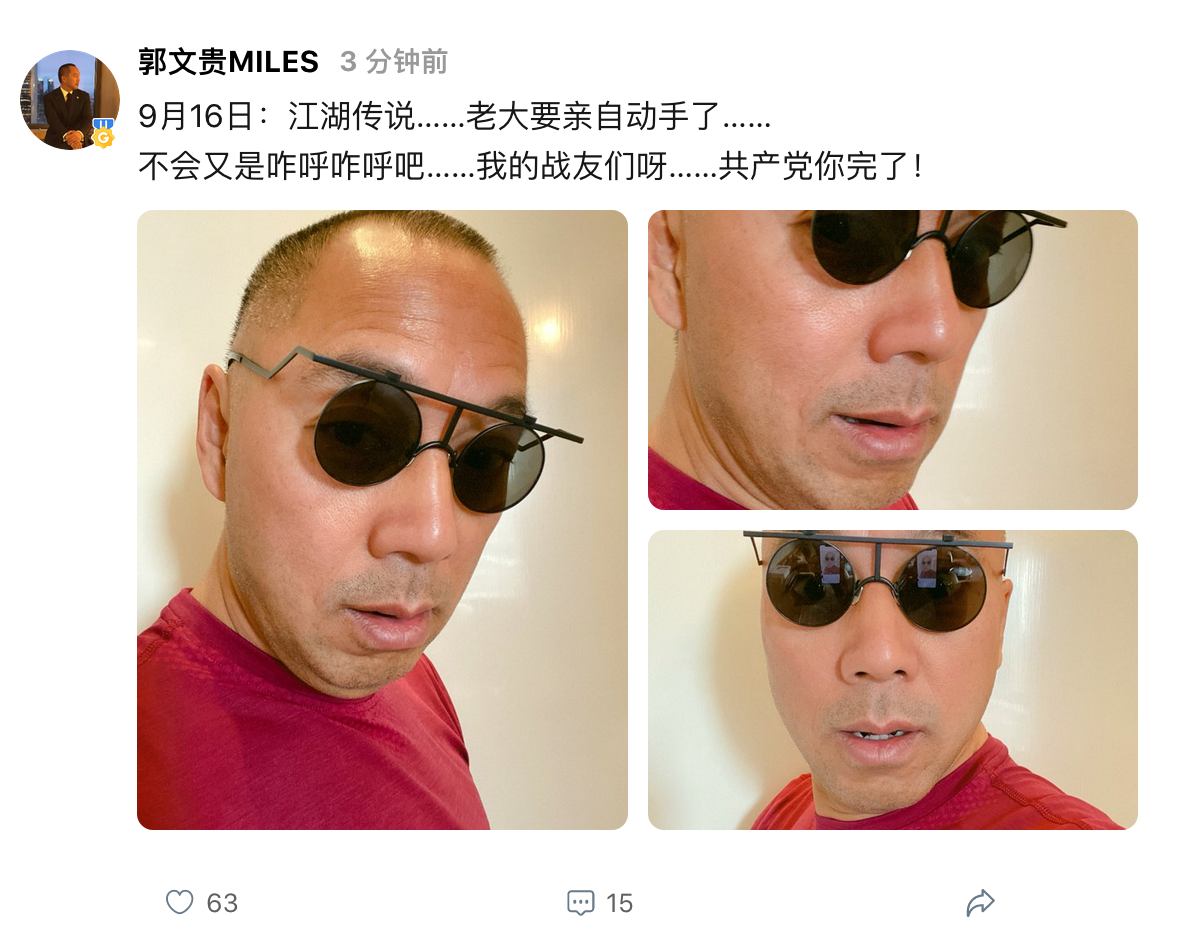 郭文贵MILES 3 分钟前
9月16日：江湖传说……老大要亲自动手了……
不会又是咋呼咋呼吧……我的战友们呀……共产党你完了！
G
63 15